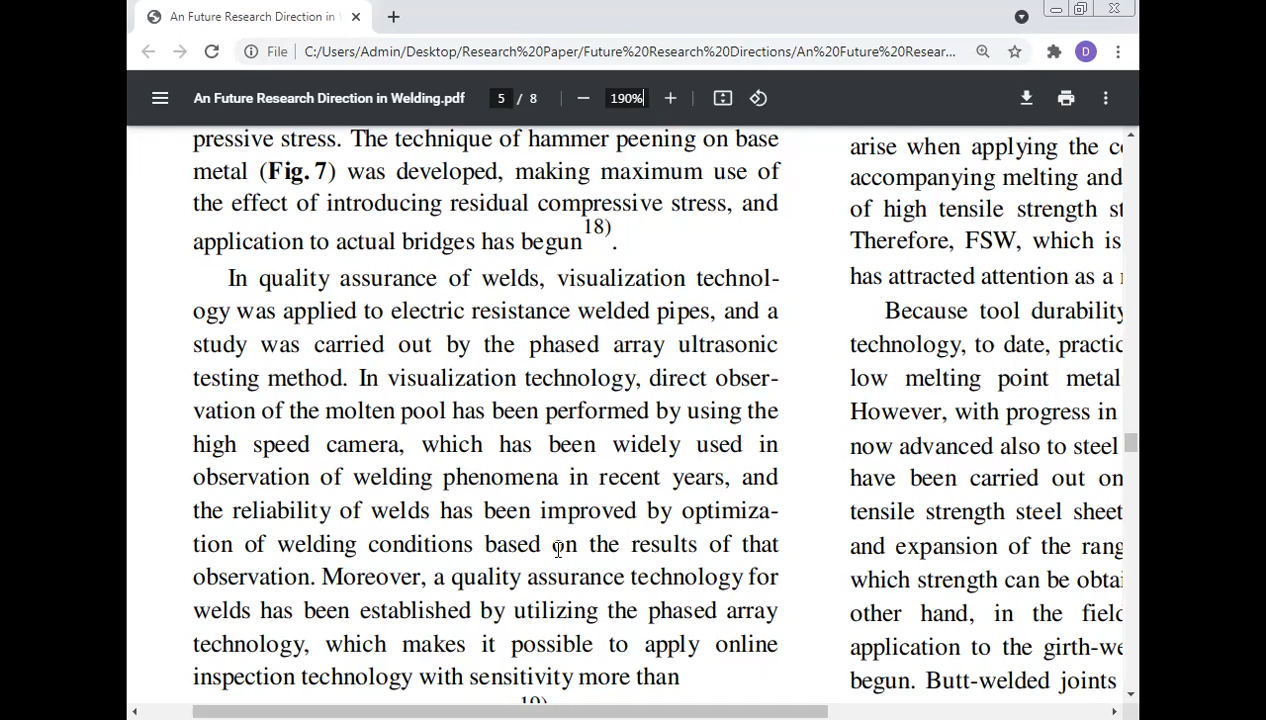 An Future Research Direction in
File C:/Users/Admin/Desktop/Research%20Paper/Future%20Research%20Directions/An%20Future%20Resear...
D
An Future Research Direction in Welding.pdf 5 / 8 190%
pressive stress. The technique of hammer peening on base
metal (Fig. 7) was developed, making maximum use of
the effect of introducing residual compressive stress, and
application to actual bridges has begun18).
In quality assurance of welds, visualization technol-
ogy was applied to electric resistance welded pipes, and a
study was carried out by the phased array ultrasonic
testing method. In visualization technology, direct obser-
vation of the molten pool has been performed by using the
high speed camera, which has been widely used in
observation of welding phenomena in recent years, and
the reliability of welds has been improved by optimiza-
tion of welding conditions based on the results of that
observation. Moreover, a quality assurance technology for
welds has been established by utilizing the phased array
technology, which makes it possible to apply online
inspection technology with sensitivity more than
arise when applying the
accompanying melting and
of high tensile strength
Therefore, FSW, which is
has attracted attention as a
Because tool durability
technology, to date,
low melting point
However, with progress in
now advanced also to steel
have been carried out on
tensile strength steel
and expansion of the
which strength can be
other hand, in the
application to the
begun. Butt-welded joints